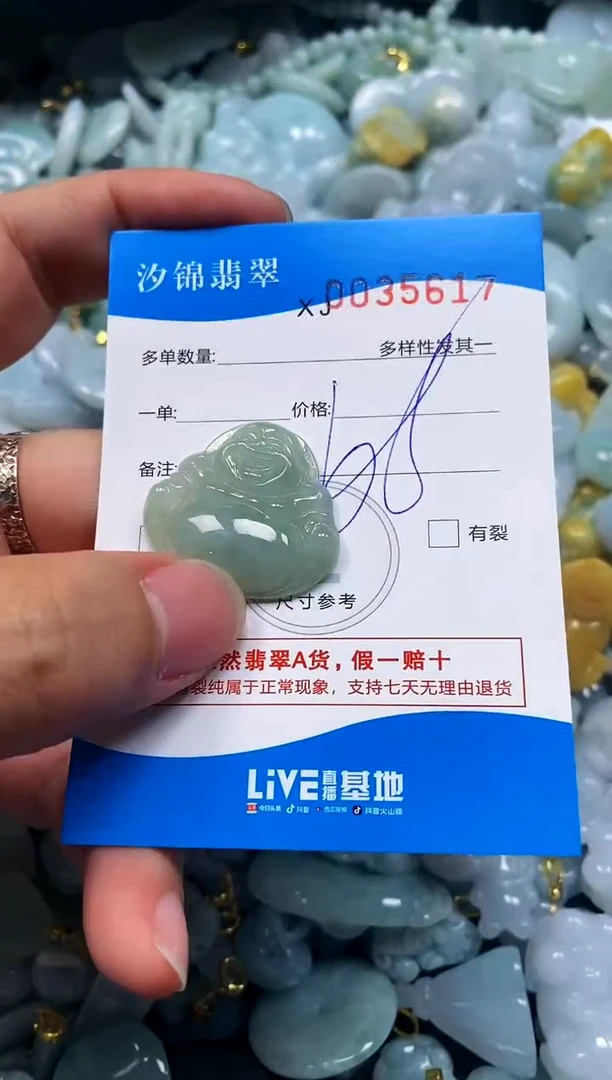 汐锦翡翠
XJ0035617
多单数量: 多样性发其一
一单: 价格: 68
备注:
有裂
尺寸参考
然翡翠A货，假一赔十
裂纯属于正常现象，支持七天无理由退货
LiVE直播基地
今日头条 抖音 西瓜视频 抖音火山版